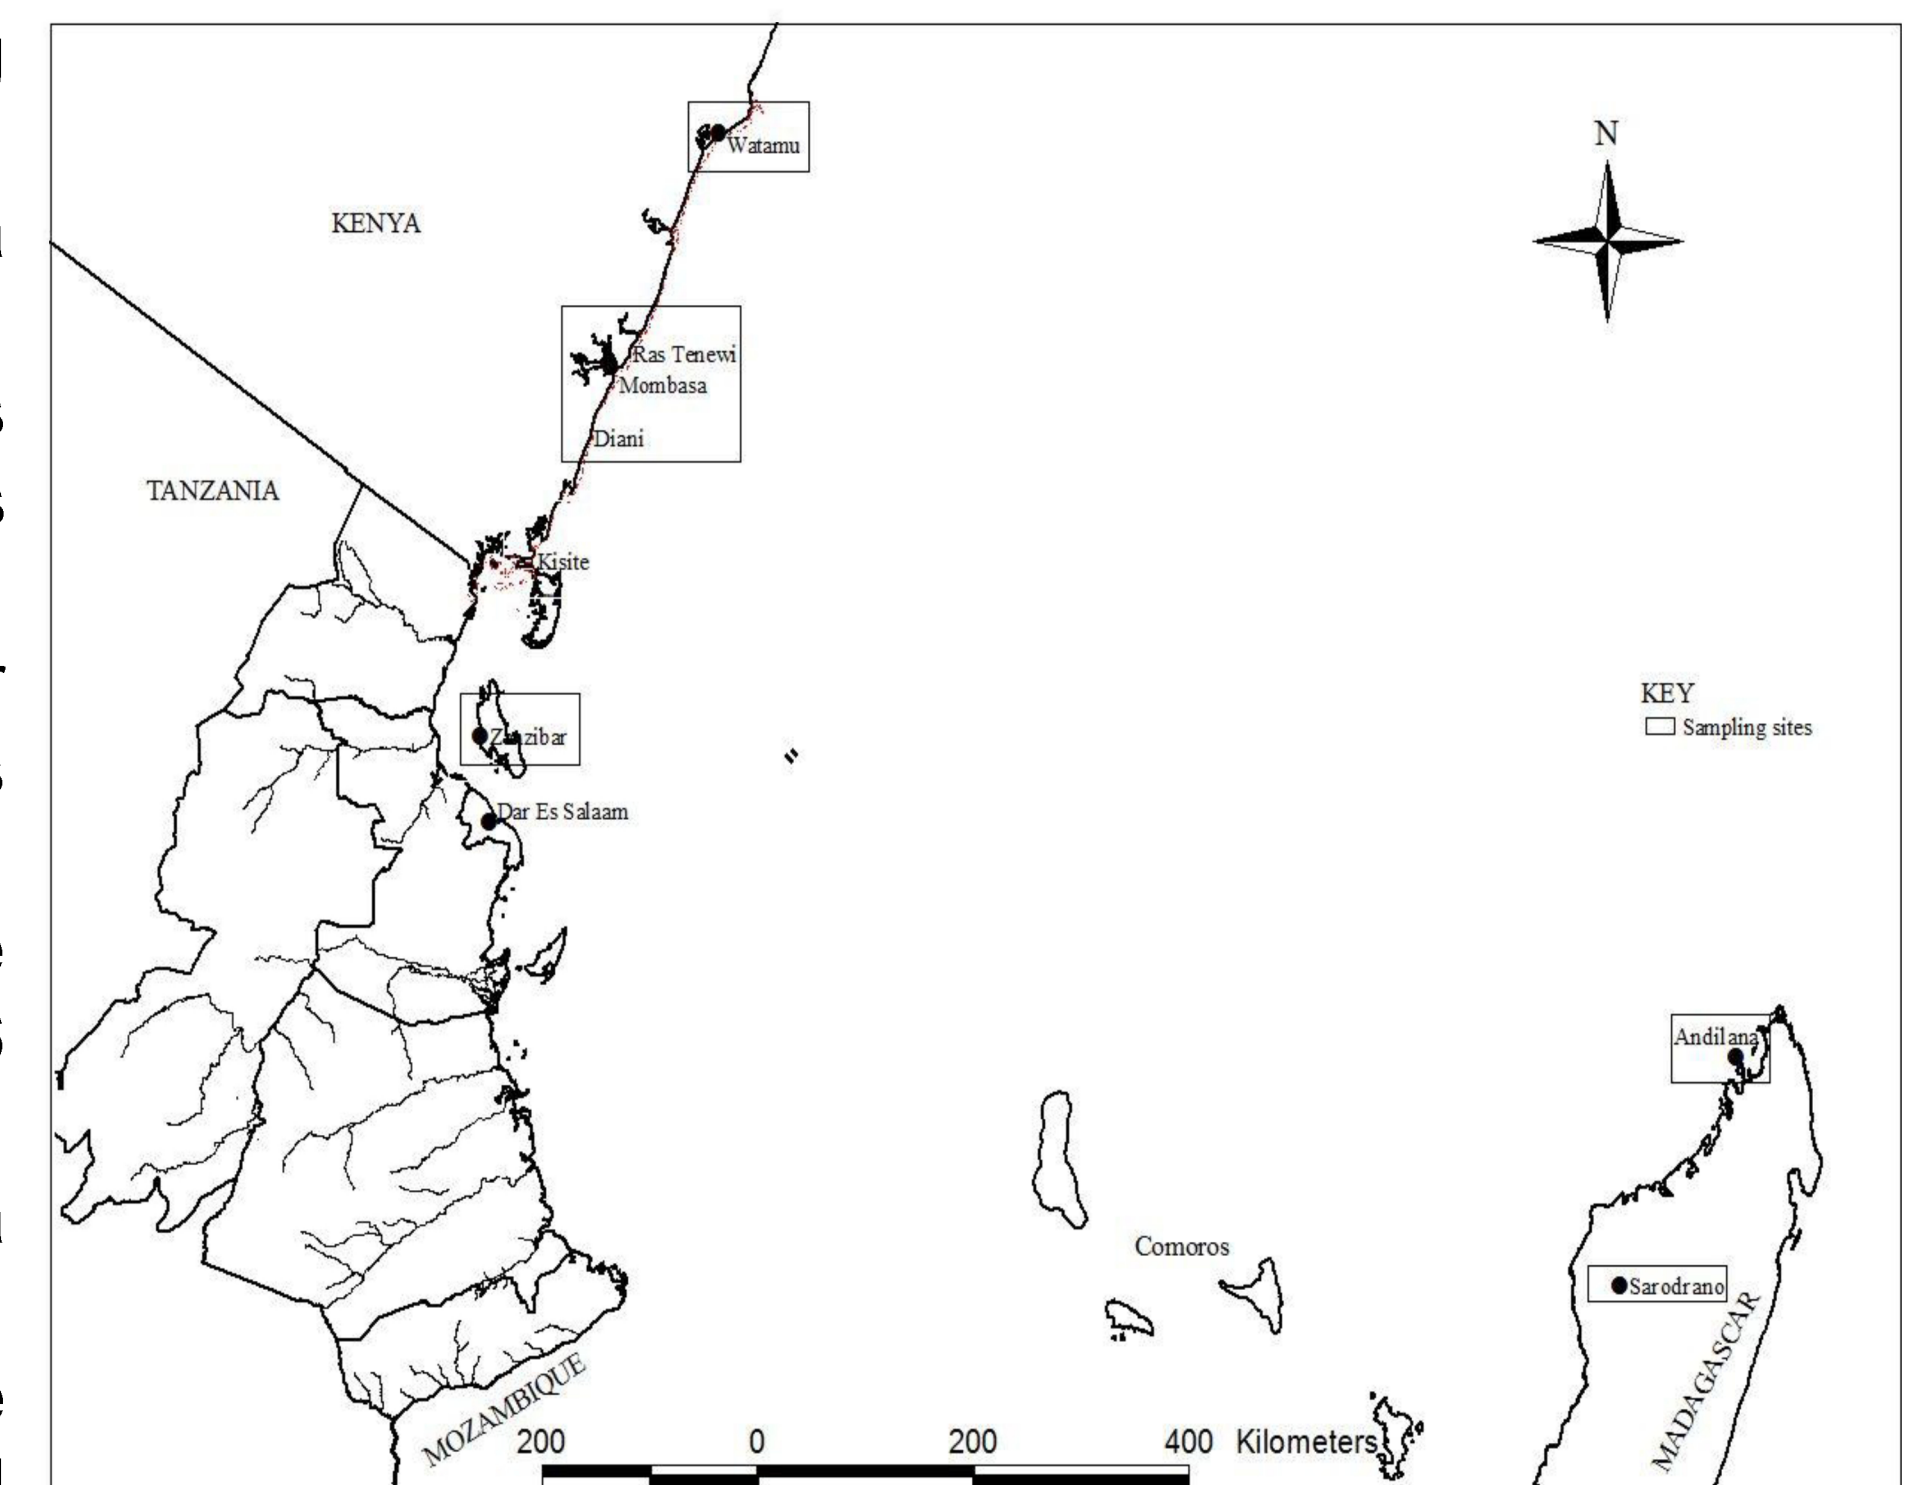 N
Watamu
KENYA
Ras Tenewi
Mombasa
Diani
TANZANIA
Kisite
KEY
Sampling sites
Zanzibar
Dar Es Salaam
Andilana
Comoros
Sarodrano
MADAGASCAR
MOZAMBIQUE
200 0 200 400 Kilometers